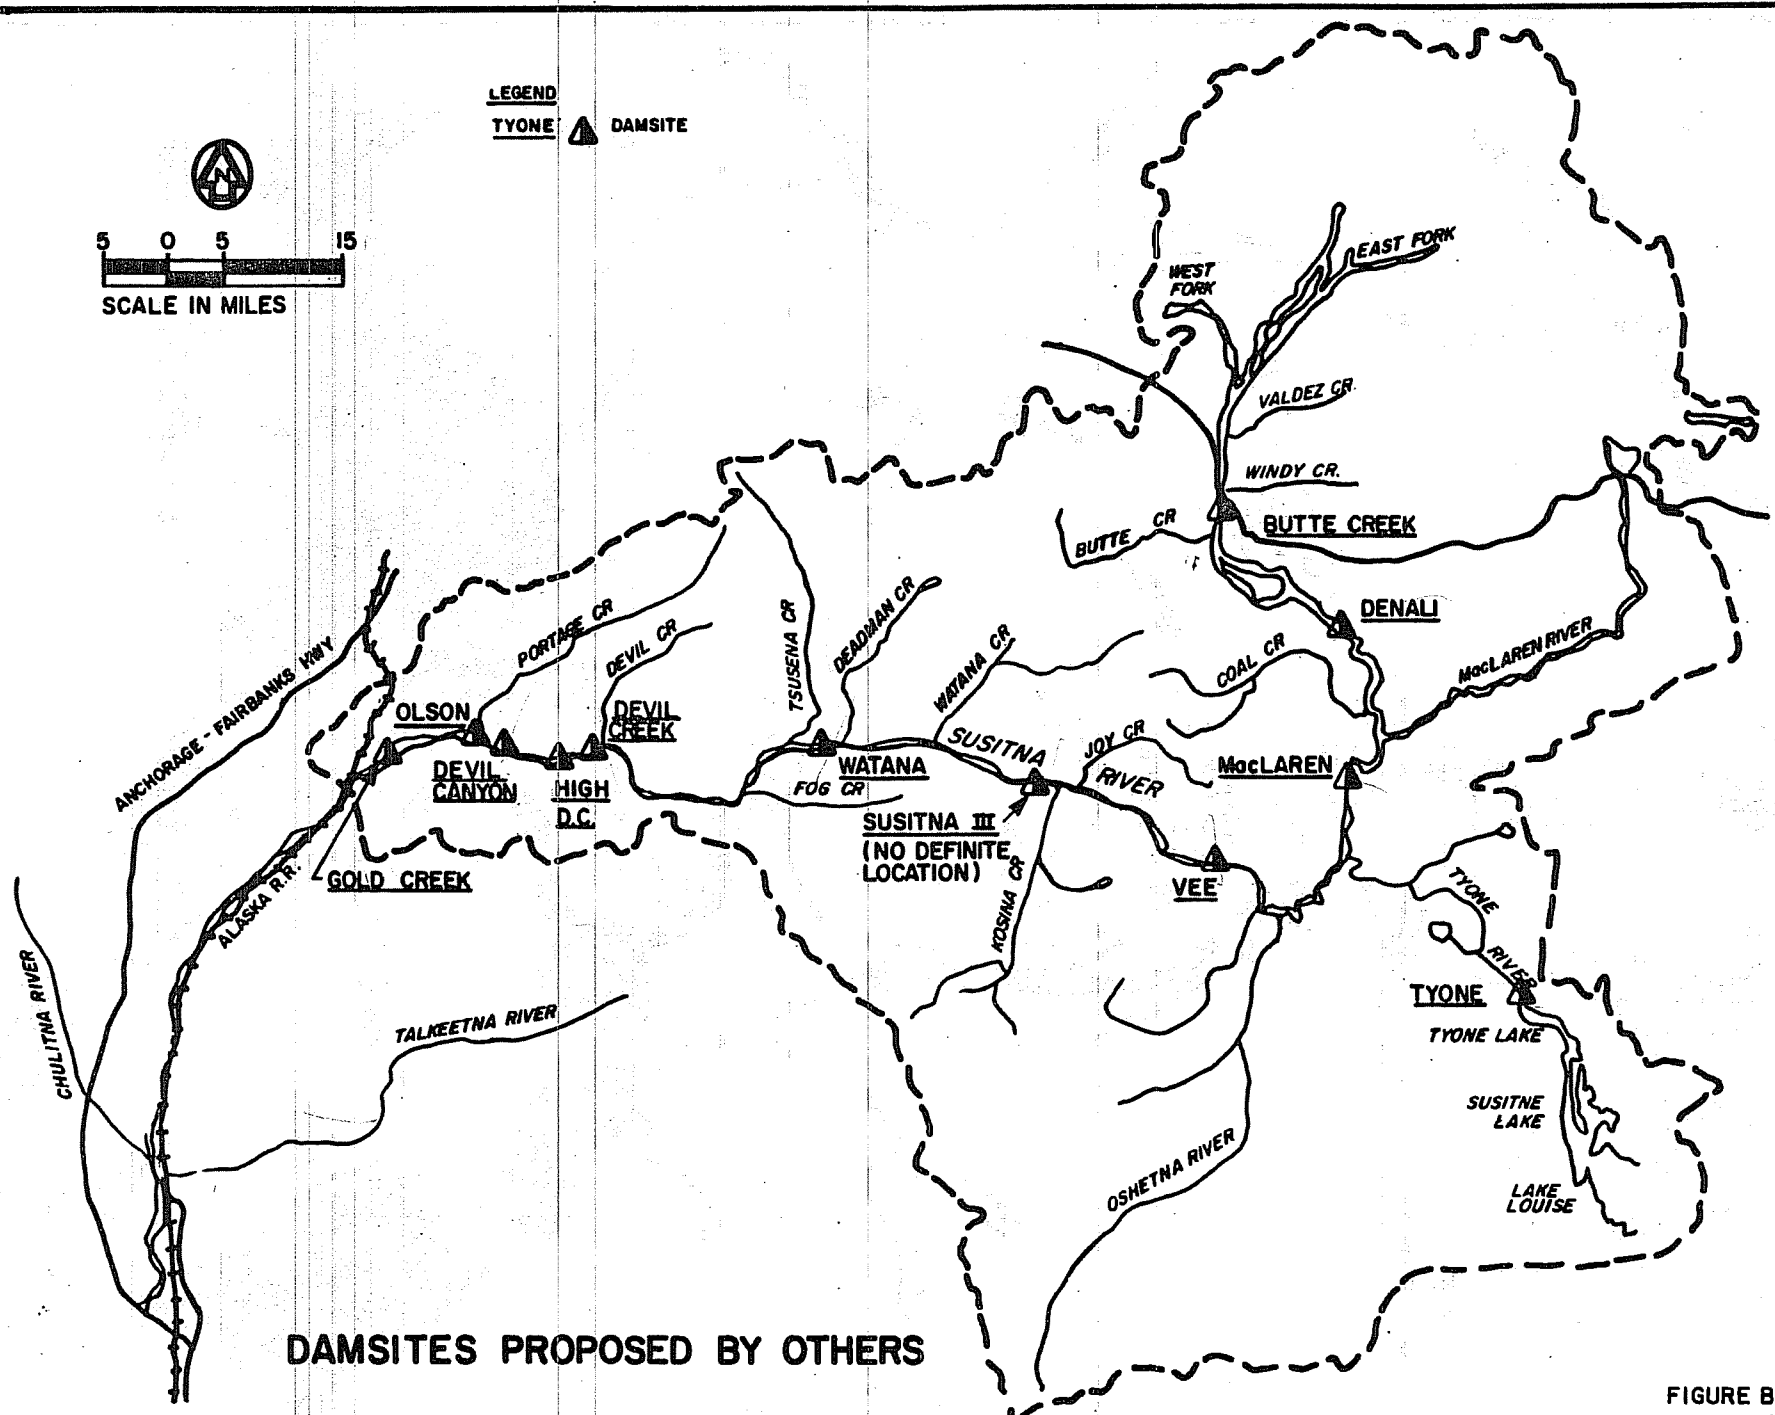 LEGEND
TYONE DAMSITE
N
5 0 5 15
SCALE IN MILES
EAST FORK
WEST
FORK
VALDEZ CR.
WINDY CR.
BUTTE CR
BUTTE CREEK
DENALI
MacLAREN RIVER
COAL CR
ANCHORAGE - FAIRBANKS HWY
PORTAGE CR
DEVIL CR
TSUSENA CR
DEADMAN CR
WATANA CR
OLSON
DEVIL
CREEK
DEVIL
CANYON
HIGH
D.C.
WATANA
FOG CR
SUSITNA
RIVER
JOY CR
MacLAREN
SUSITNA III
(NO DEFINITE
LOCATION)
VEE
GOLD CREEK
ALASKA R.R.
KOSINA CR
TYONE
RIVER
TYONE
TYONE LAKE
CHULITNA RIVER
TALKEETNA RIVER
SUSITNE
LAKE
OSHETNA RIVER
LAKE
LOUISE
DAMSITES PROPOSED BY OTHERS
FIGURE B